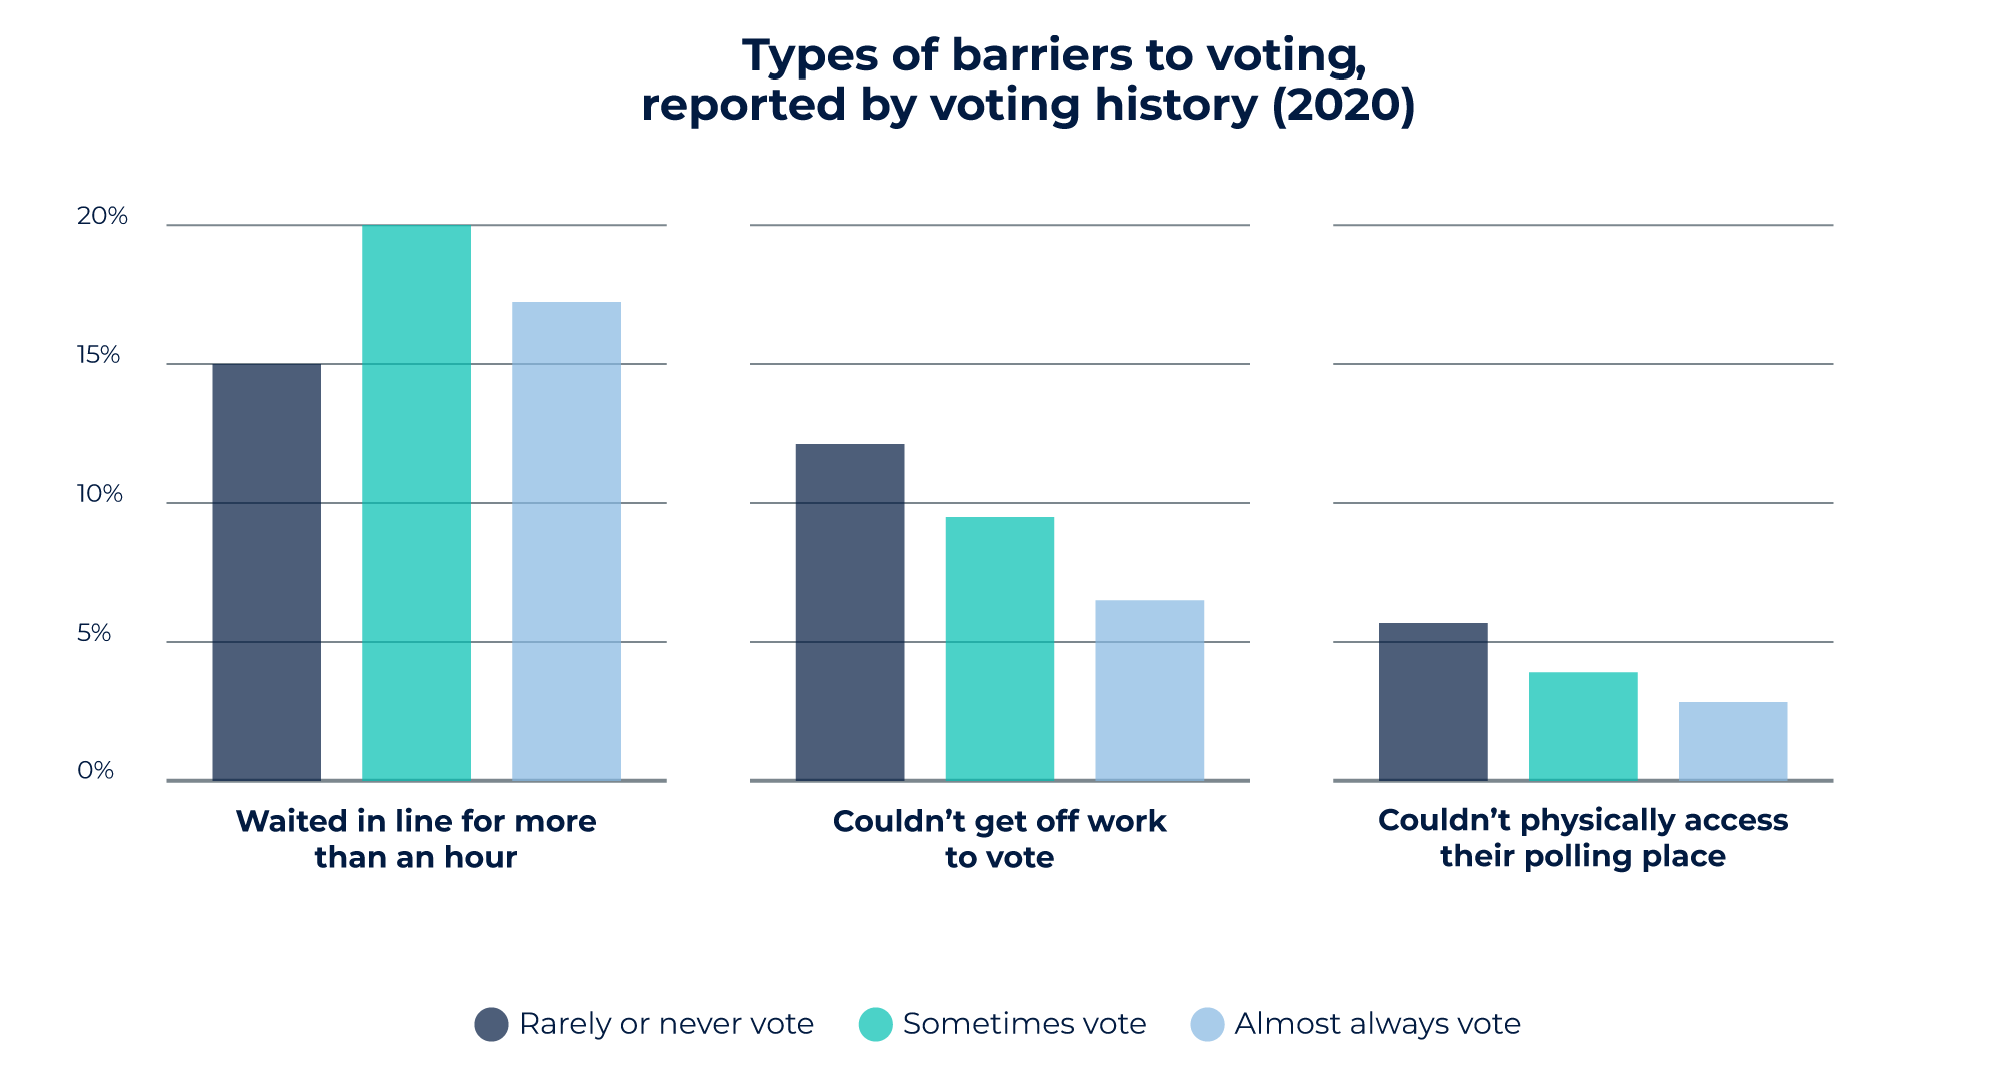 Types of barriers to voting,
reported by voting history (2020)
20%
15%
10%
5%
0%
Waited in line for more
than an hour
Couldn’t get off work
to vote
Couldn’t physically access
their polling place
Rarely or never vote
Sometimes vote
Almost always vote